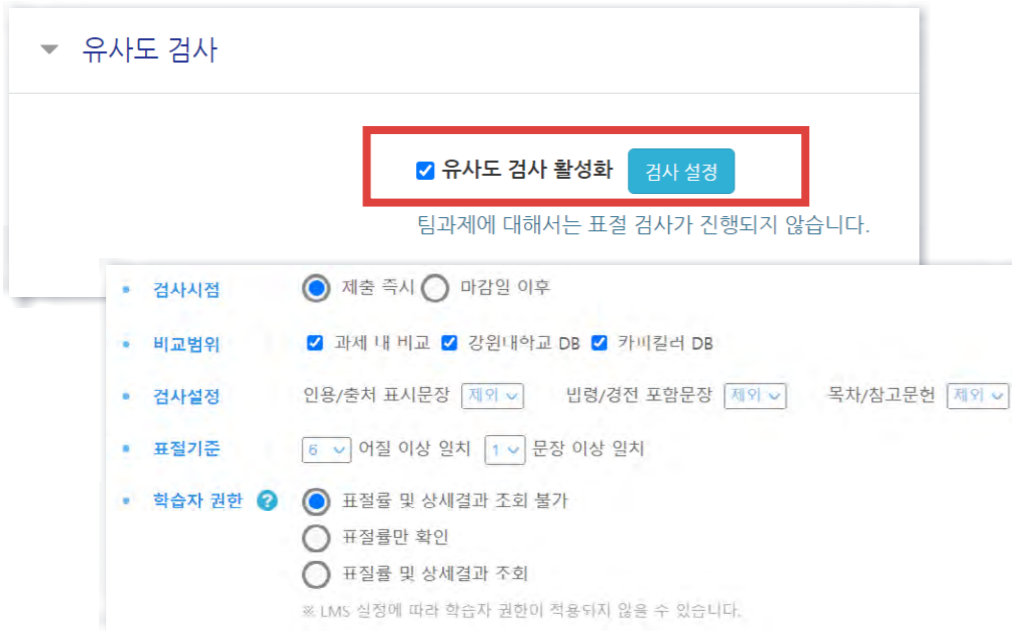 유사도 검사
유사도 검사 활성화 검사 설정
팀과제에 대해서는 표절 검사가 진행되지 않습니다.
검사시점 제출 즉시 마감일 이후
비교범위 과제 내 비교 강원대학교 DB 카피킬러 DB
검사설정 인용/출처 표시문장 제외 법령/경전 포함문장 제외 목차/참고문헌 제외
표절기준 6 어절 이상 일치 1 문장 이상 일치
학습자 권한 ? 표절률 및 상세결과 조회 불가
표절률만 확인
표절률 및 상세결과 조회
※ LMS 설정에 따라 학습자 권한이 적용되지 않을 수 있습니다.